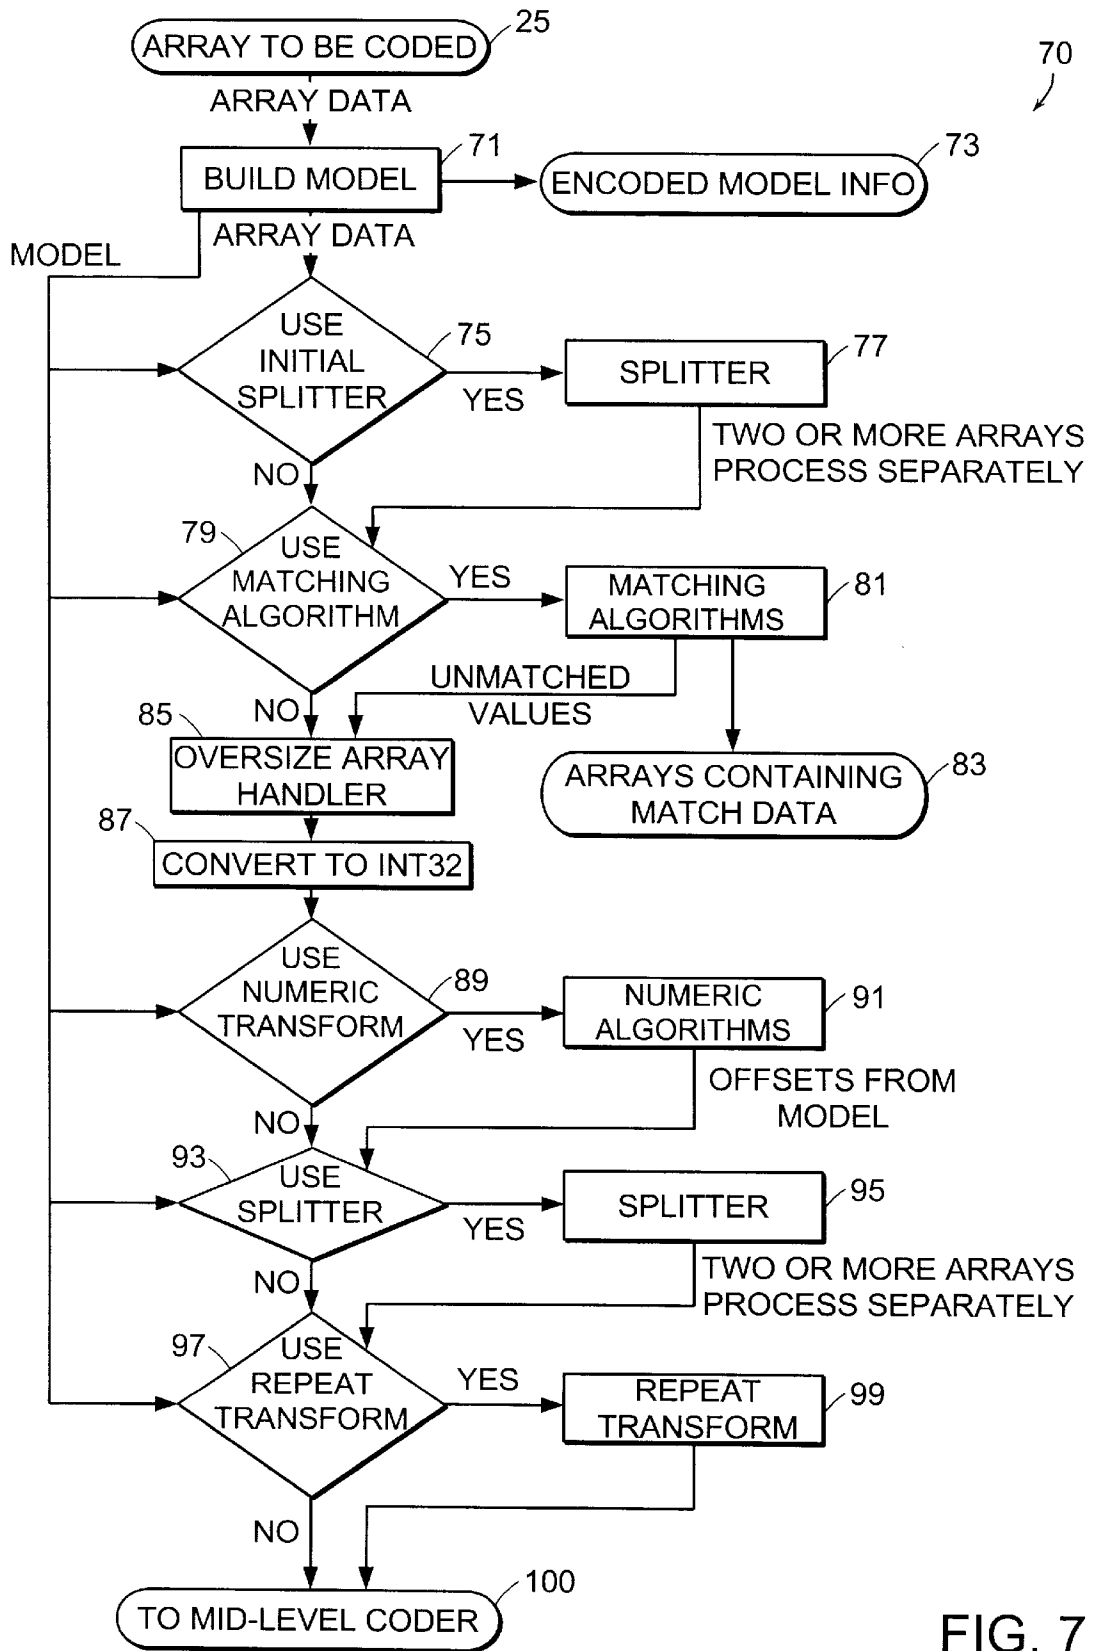 ARRAY TO BE CODED
25
70
ARRAY DATA
71
73
BUILD MODEL
ENCODED MODEL INFO
ARRAY DATA
MODEL
USE
INITIAL
SPLITTER
75
77
YES
SPLITTER
TWO OR MORE ARRAYS
PROCESS SEPARATELY
NO
79
USE
MATCHING
ALGORITHM
YES
MATCHING
ALGORITHMS
81
UNMATCHED
VALUES
NO
85
OVERSIZE ARRAY
HANDLER
ARRAYS CONTAINING
MATCH DATA
83
87
CONVERT TO INT32
USE
NUMERIC
TRANSFORM
89
YES
NUMERIC
ALGORITHMS
91
OFFSETS FROM
MODEL
NO
93
USE
SPLITTER
YES
SPLITTER
95
NO
TWO OR MORE ARRAYS
PROCESS SEPARATELY
97
USE
REPEAT
TRANSFORM
YES
REPEAT
TRANSFORM
99
NO
100
TO MID-LEVEL CODER
FIG. 7